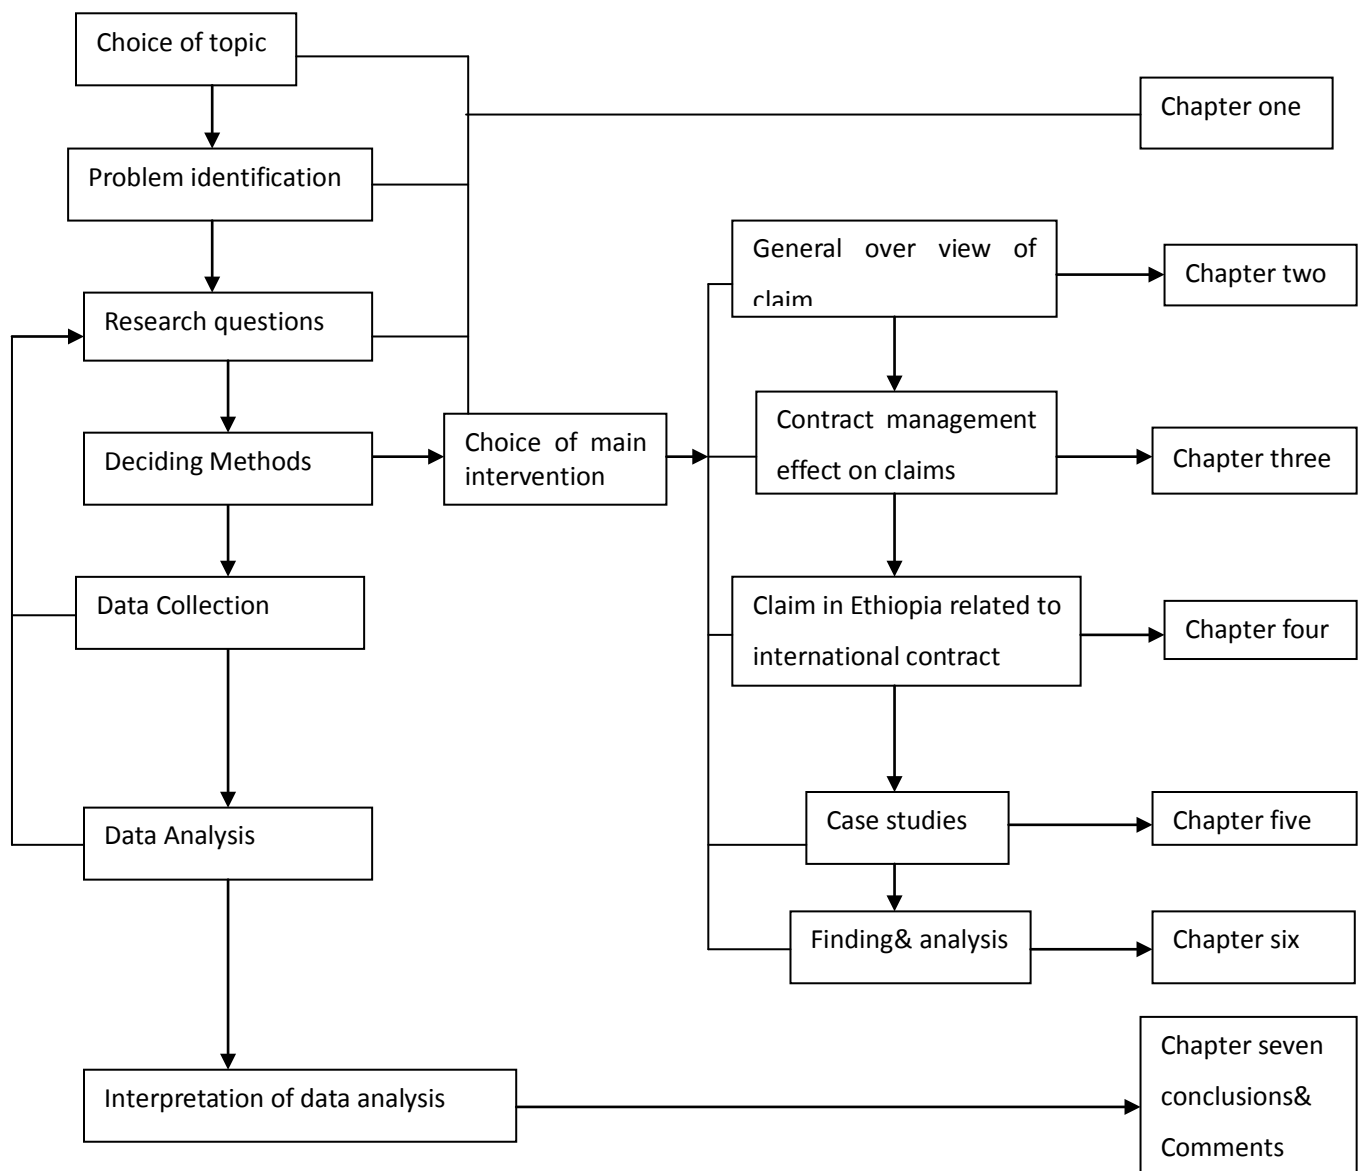 Choice of topic
Chapter one
Problem identification
General over view of
claim
Chapter two
Research questions
Contract management
effect on claims
Chapter three
Deciding Methods
Choice of main
intervention
Data Collection
Claim in Ethiopia related to
international contract
Chapter four
Data Analysis
Case studies
Chapter five
Finding& analysis
Chapter six
Interpretation of data analysis
Chapter seven
conclusions&
Comments